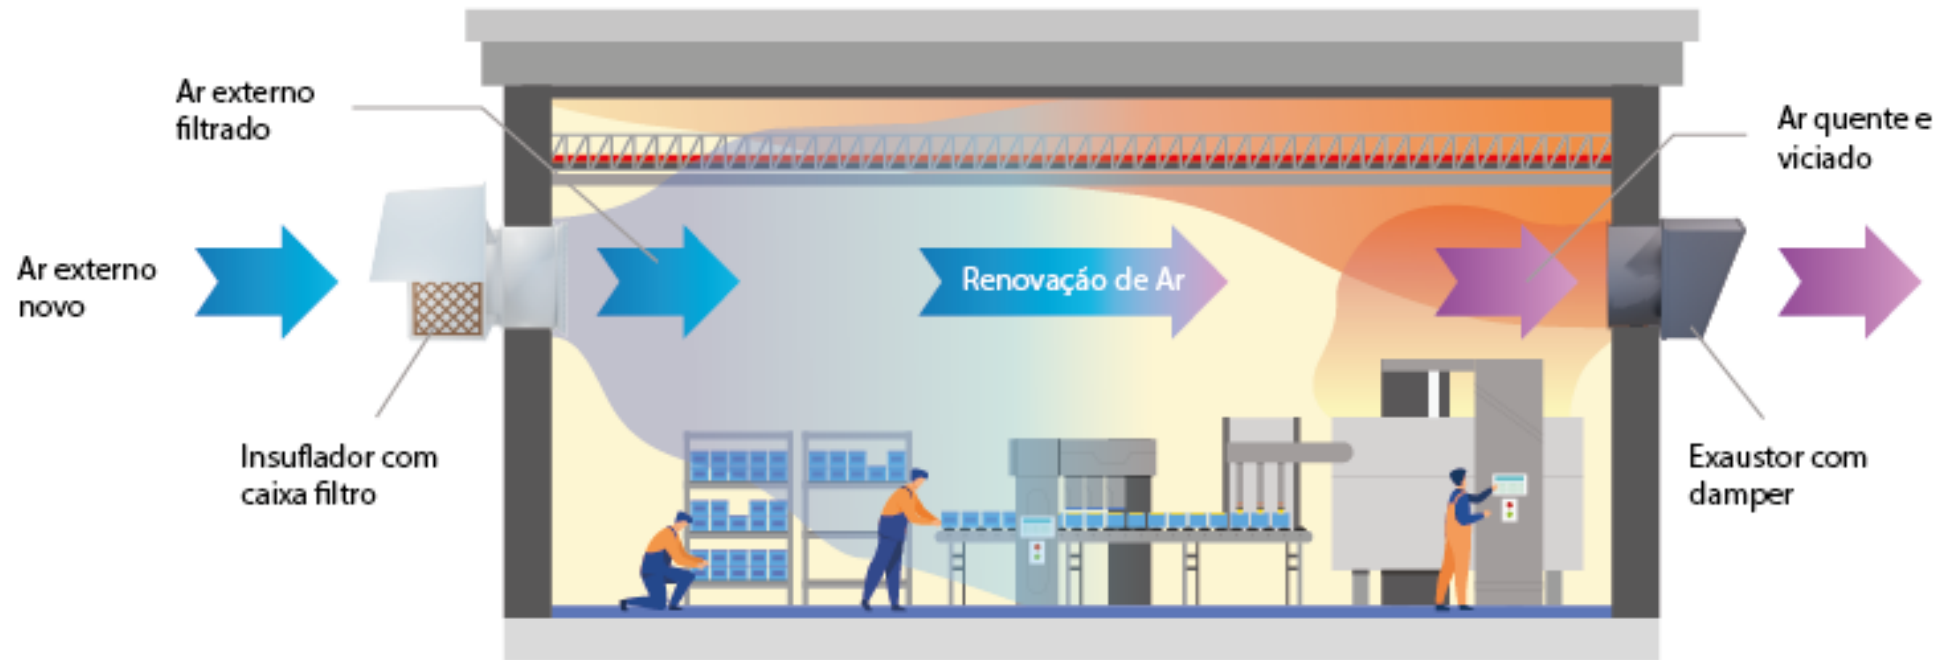 Ar externo
filtrado
Ar quente e
viciado
Ar externo
novo
Renovação de Ar
Insuflador com
caixa filtro
Exaustor com
damper